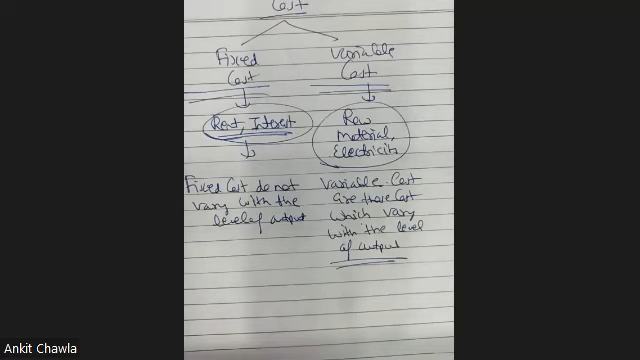 Cost
Fixed
Cost
Variable
Cost
Rent, Interest
Raw
Material,
Electricity
Fixed Cost do not
vary with the
level of output
Variable Cost
are those Cost
which vary
with the level
of output
Ankit Chawla